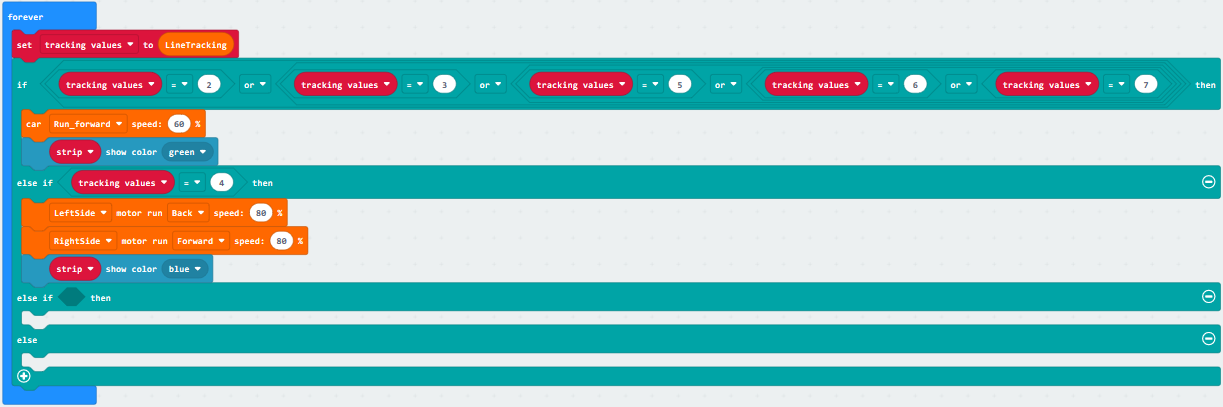 forever
set tracking values to LineTracking
if tracking values = 2 or tracking values = 3 or tracking values = 5 or tracking values = 6 or tracking values = 7 then
car Run_forward speed: 60 %
strip show color green
else if tracking values = 4 then
LeftSide motor run Back speed: 80 %
RightSide motor run Forward speed: 80 %
strip show color blue
else if then
else